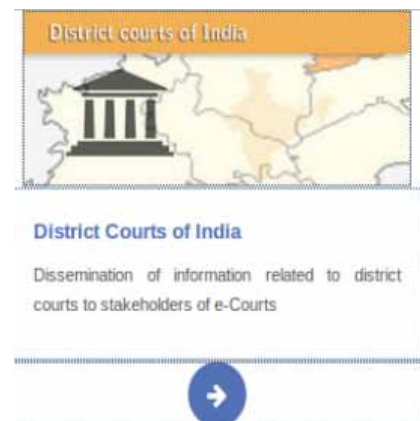 District courts of India
District Courts of India
Dissemination of information related to district
courts to stakeholders of e-Courts